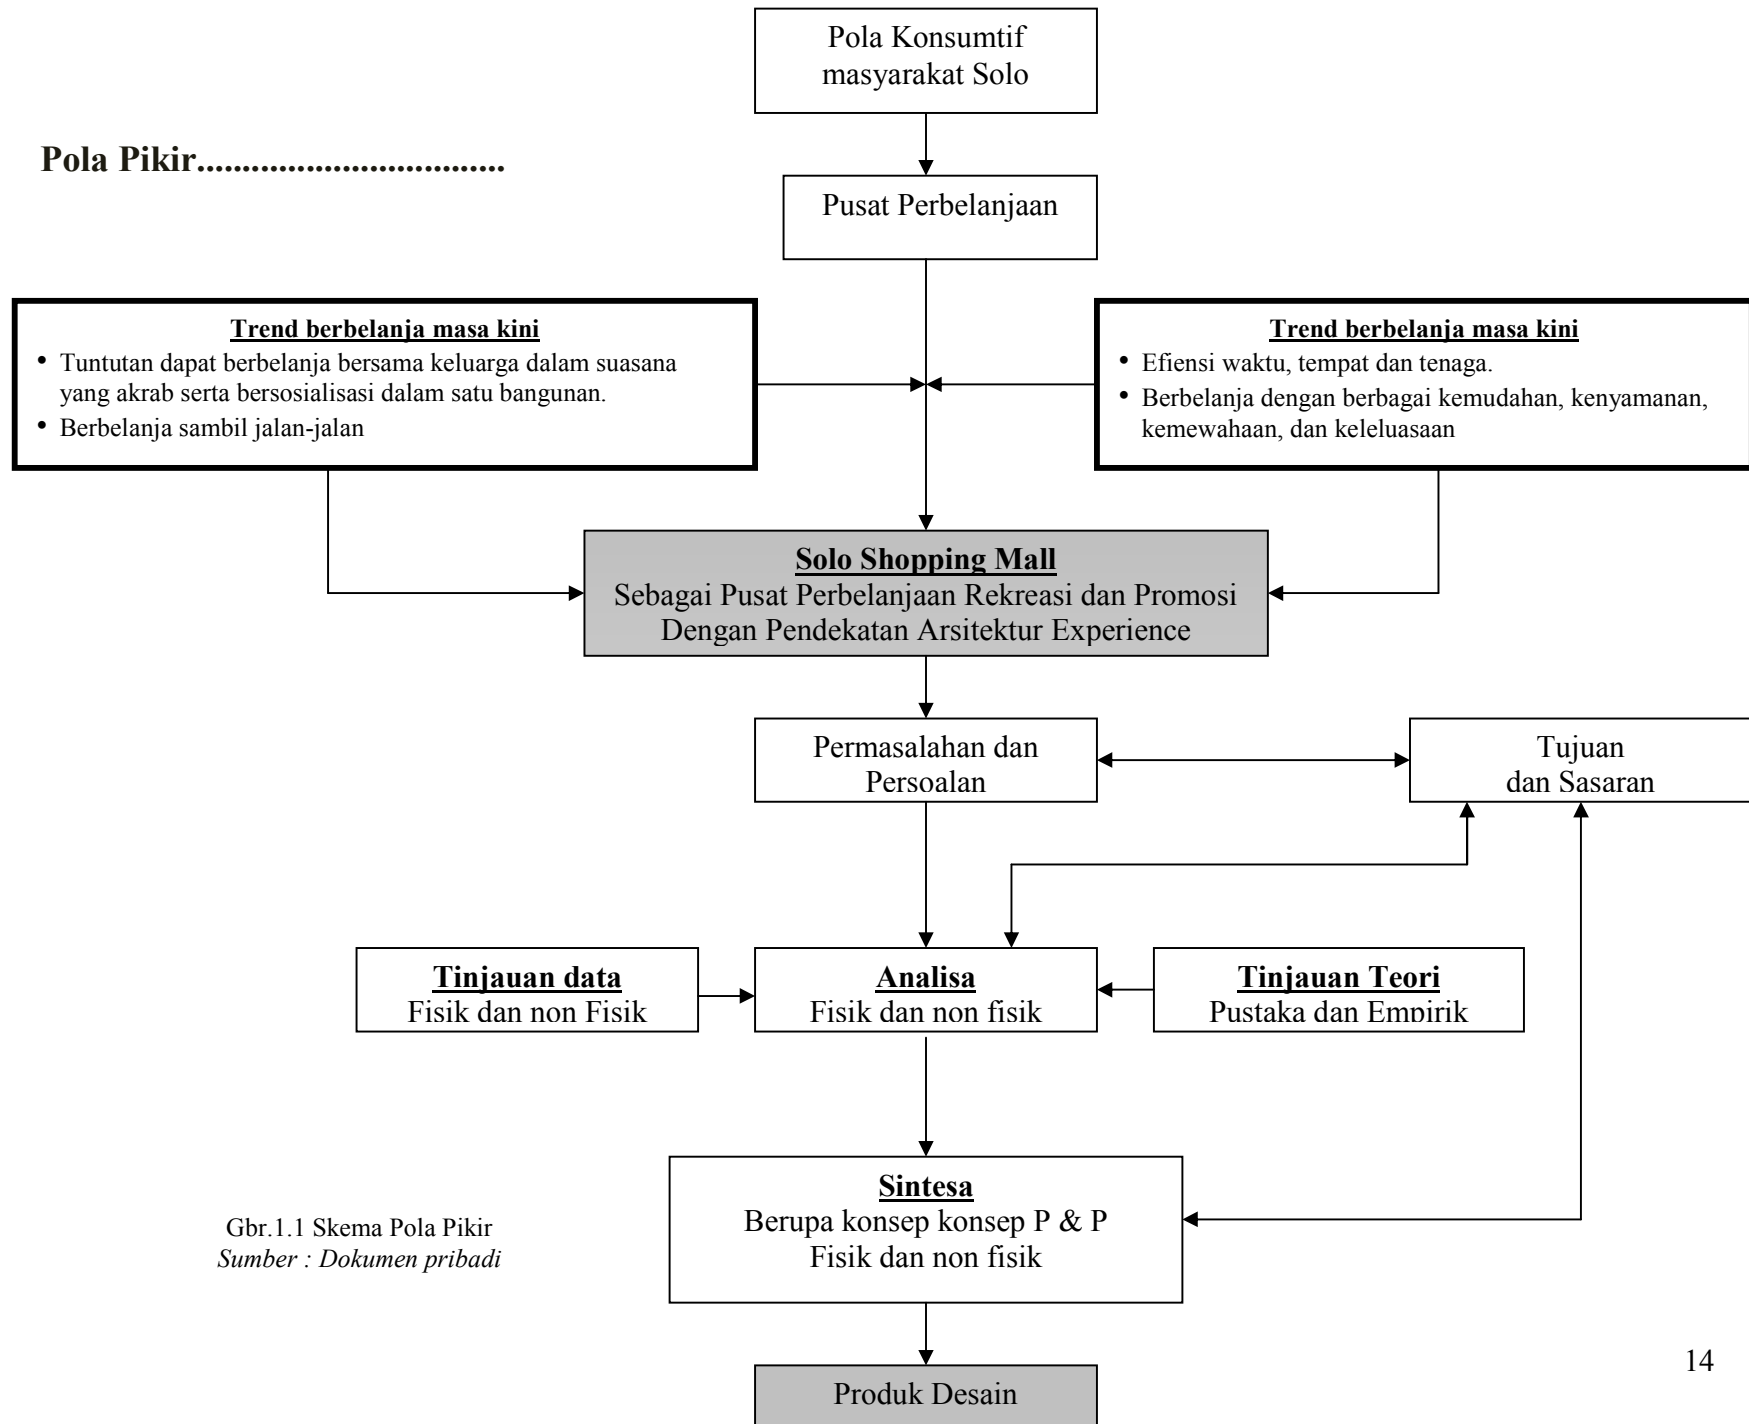 Pola Konsumtif
masyarakat Solo
Pola Pikir..................................
Pusat Perbelanjaan
Trend berbelanja masa kini
• Tuntutan dapat berbelanja bersama keluarga dalam suasana
yang akrab serta bersosialisasi dalam satu bangunan.
• Berbelanja sambil jalan-jalan
Trend berbelanja masa kini
• Efiensi waktu, tempat dan tenaga.
• Berbelanja dengan berbagai kemudahan, kenyamanan,
kemewahaan, dan keleluasaan
Solo Shopping Mall
Sebagai Pusat Perbelanjaan Rekreasi dan Promosi
Dengan Pendekatan Arsitektur Experience
Permasalahan dan
Persoalan
Tujuan
dan Sasaran
Tinjauan data
Fisik dan non Fisik
Analisa
Fisik dan non fisik
Tinjauan Teori
Pustaka dan Empirik
Sintesa
Berupa konsep konsep P & P
Fisik dan non fisik
Gbr.1.1 Skema Pola Pikir
Sumber : Dokumen pribadi
Produk Desain
14